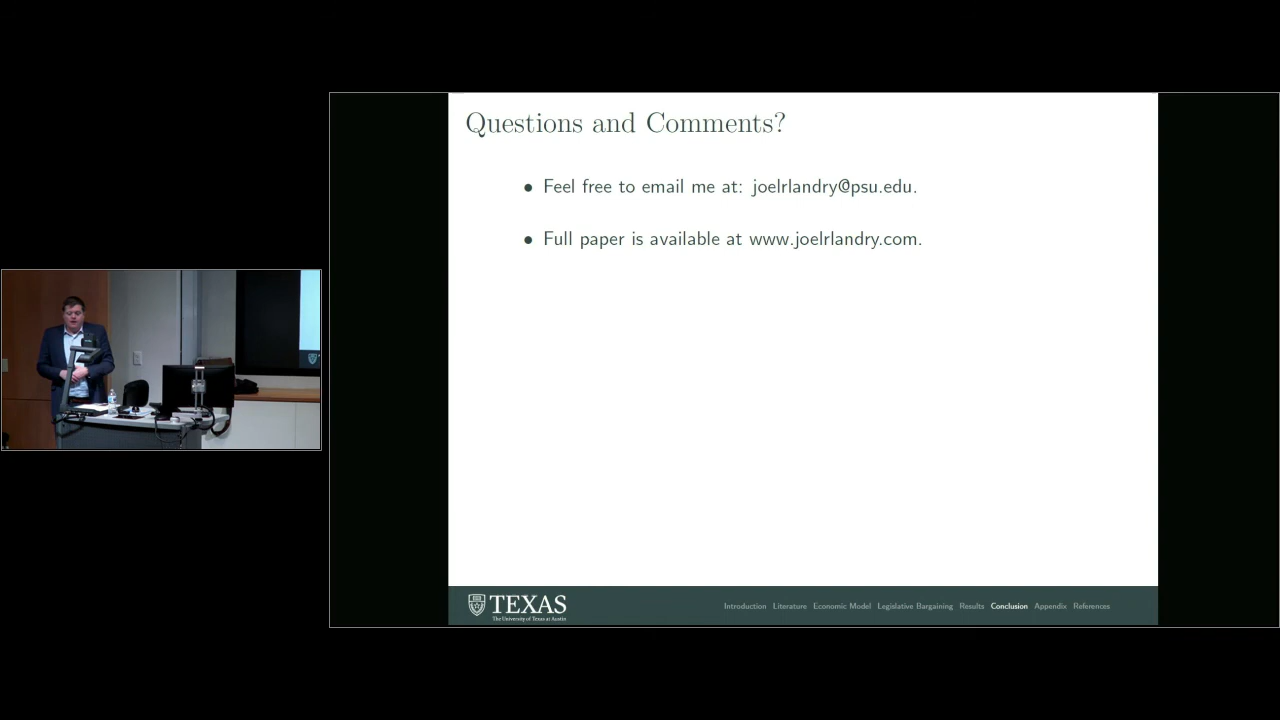 Questions and Comments?
• Feel free to email me at: joelrlandry@psu.edu.
• Full paper is available at www.joelrlandry.com.
TEXAS
The University of Texas at Austin
Introduction Literature Economic Model Legislative Bargaining Results Conclusion Appendix References